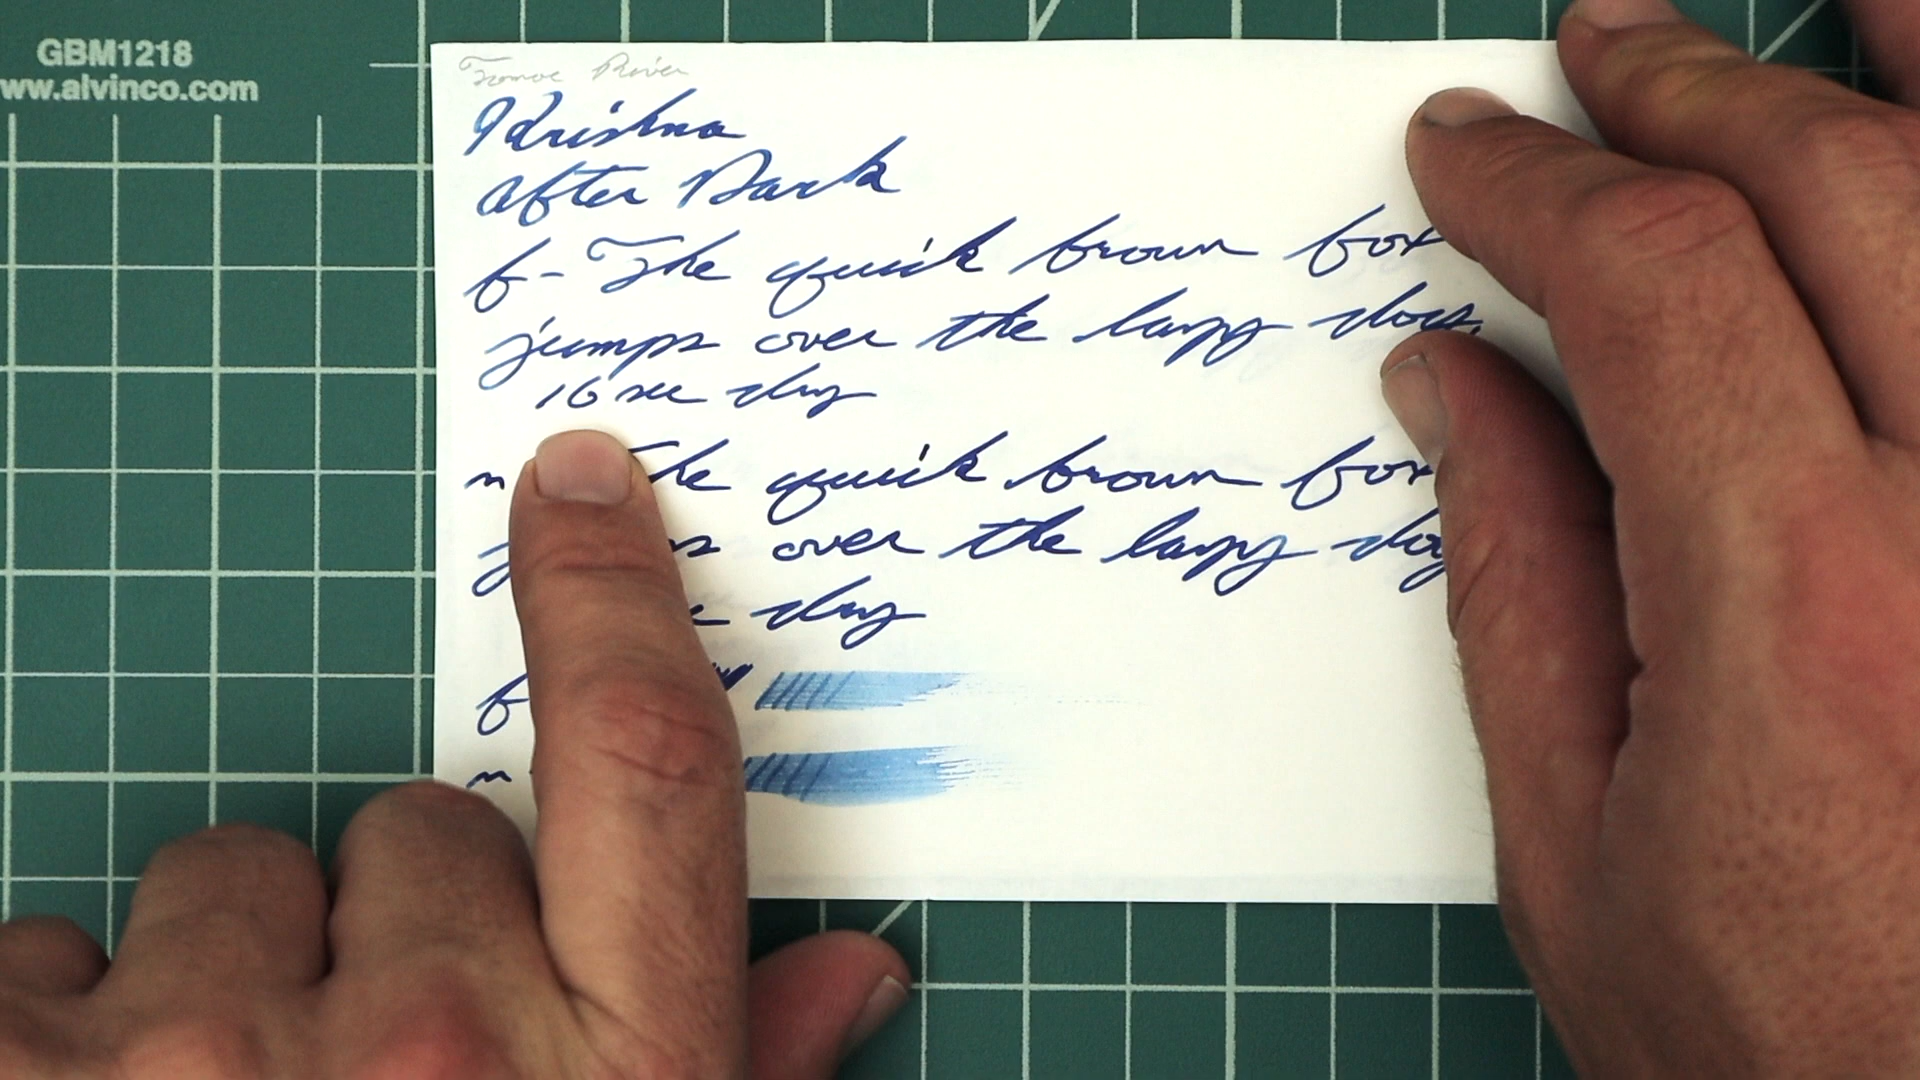 GBM1218
ww.alvinco.com
Tomoe River
Krishna
After Dark
f - The quick brown fox
jumps over the lazy dog.
16 sec dry
m The quick brown fox
over the lazy dog
dry
f
m